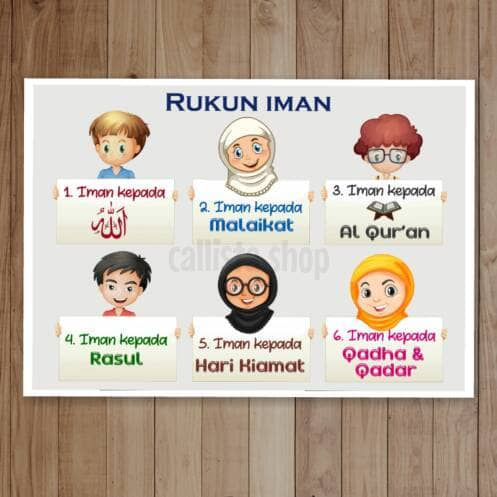 RUKUN IMAN
1. Iman kepada
الله
2. Iman kepada
Malaikat
3. Iman kepada
Al Qur'an
callista shop
4. Iman kepada
Rasul
5. Iman kepada
Hari Kiamat
6. Iman kepada
Qadha &
Qadar